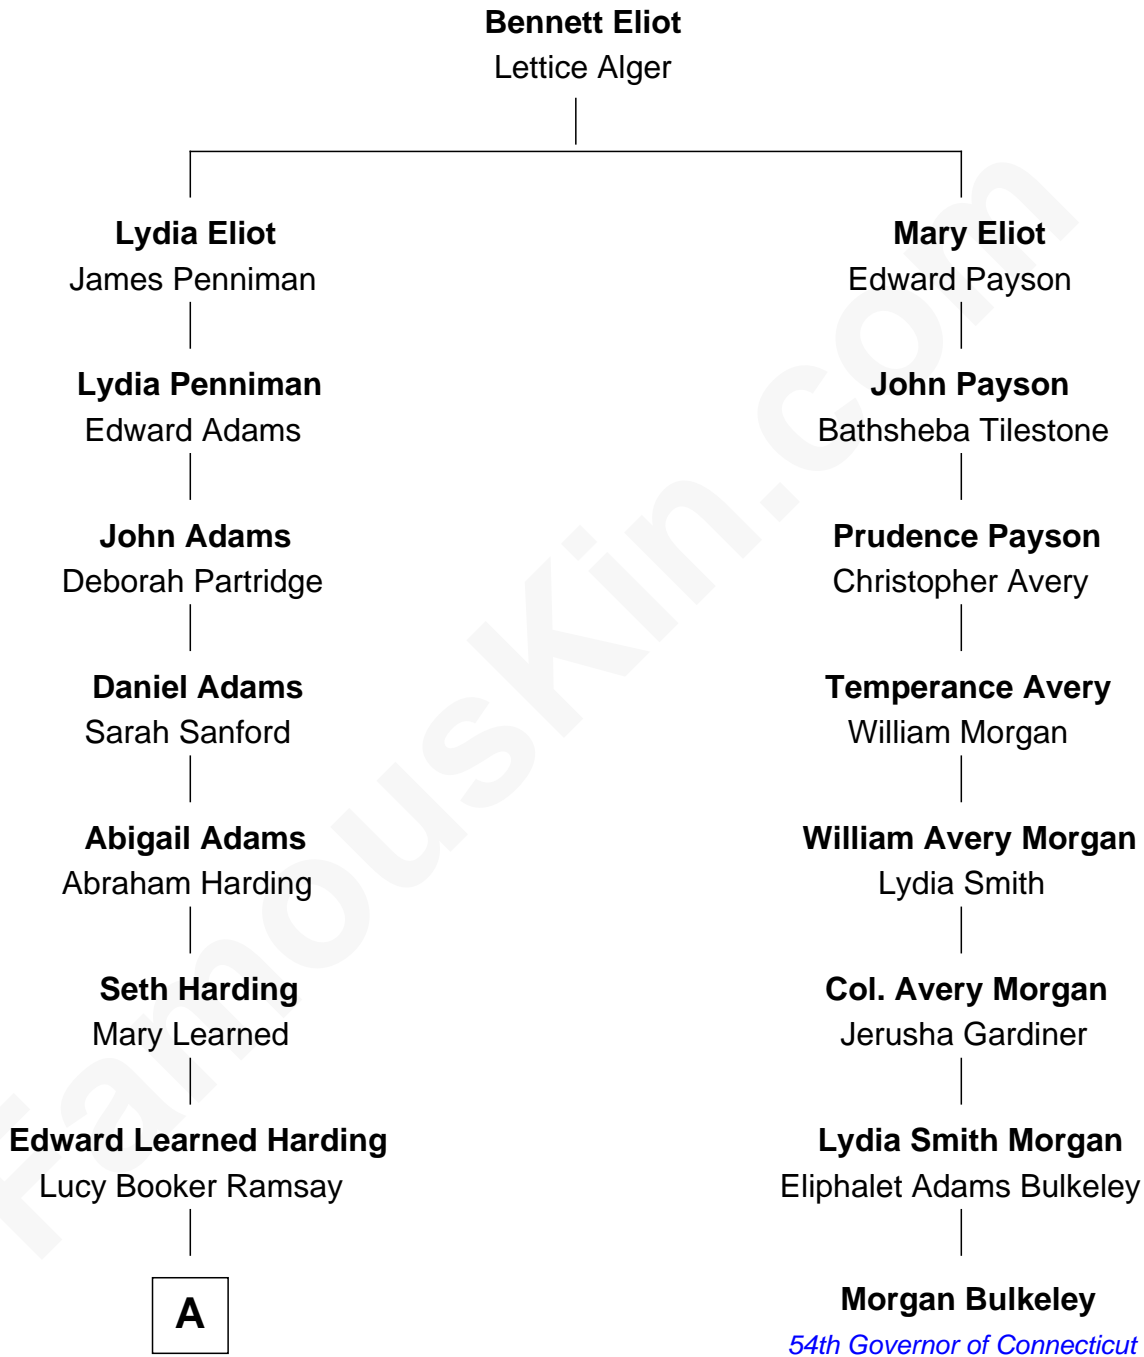 Bennett Eliot
Lettice Alger
Lydia Eliot
James Penniman
Mary Eliot
Edward Payson
Lydia Penniman
Edward Adams
John Payson
Bathsheba Tilestone
John Adams
Deborah Partridge
Prudence Payson
Christopher Avery
Daniel Adams
Sarah Sanford
Temperance Avery
William Morgan
Abigail Adams
Abraham Harding
William Avery Morgan
Lydia Smith
Seth Harding
Mary Learned
Col. Avery Morgan
Jerusha Gardiner
Edward Learned Harding
Lucy Booker Ramsay
Lydia Smith Morgan
Eliphalet Adams Bulkeley
A
Morgan Bulkeley
54th Governor of Connecticut
FamousKin.com